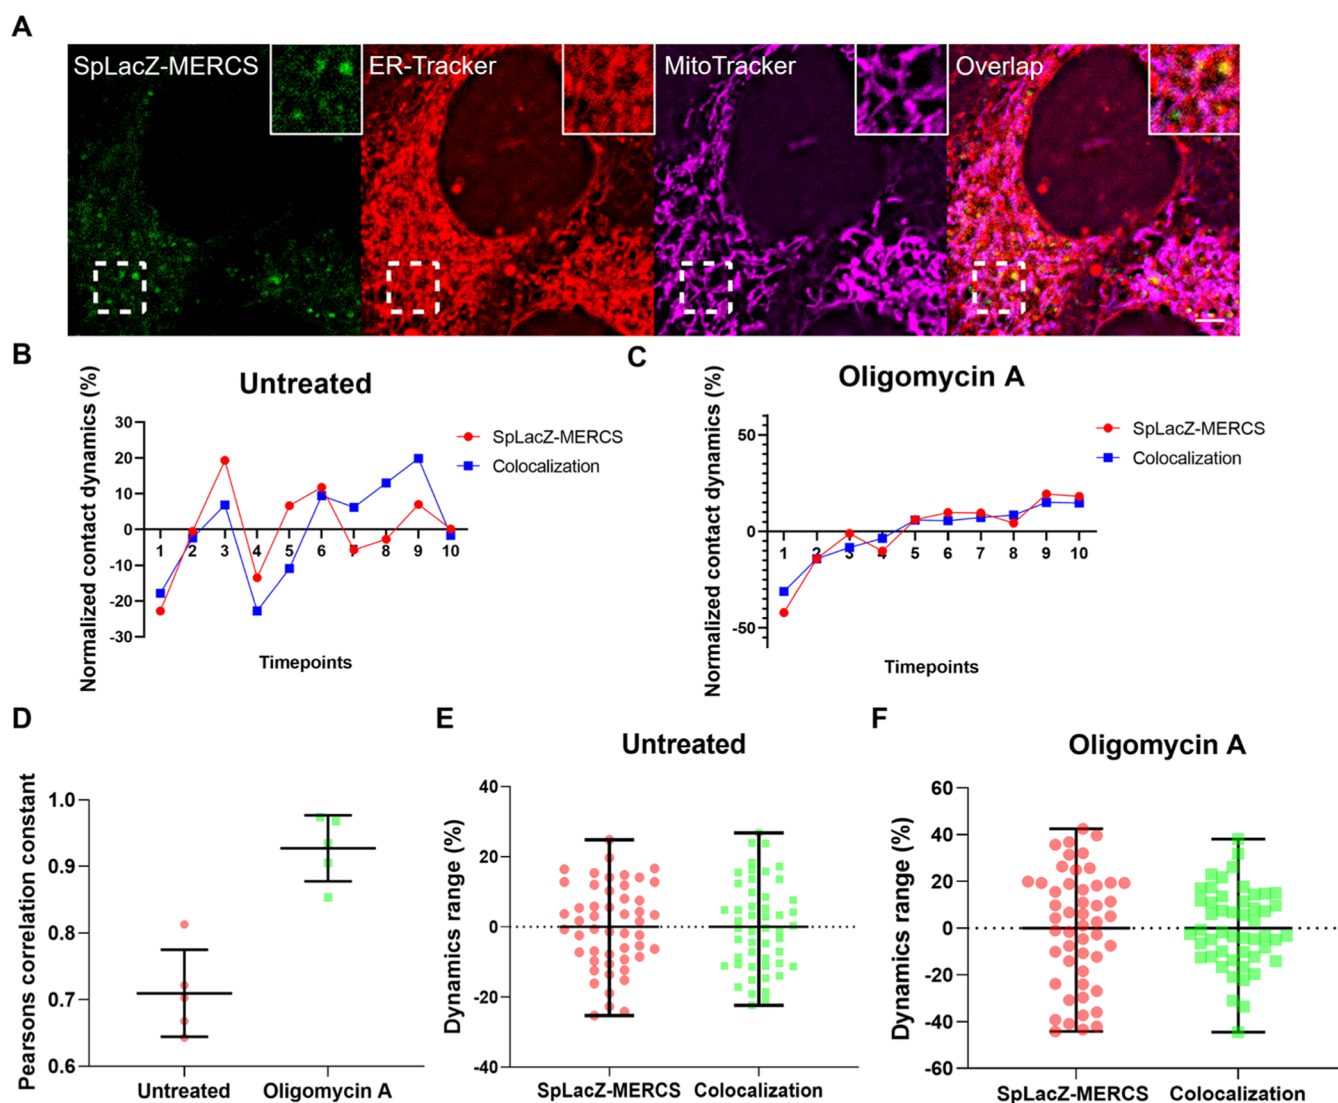 A
SpLacZ-MERCS
ER-Tracker
MitoTracker
Overlap
B
Untreated
Normalized contact dynamics (%)
30
20
10
0
-10
-20
-30
1 2 3 4 5 6 7 8 9 10
Timepoints
SpLacZ-MERCS
Colocalization
C
Oligomycin A
Normalized contact dynamics (%)
50
0
-50
1 2 3 4 5 6 7 8 9 10
Timepoints
SpLacZ-MERCS
Colocalization
D
Pearsons correlation constant
1.0
0.9
0.8
0.7
0.6
Untreated
Oligomycin A
E
Untreated
Dynamics range (%)
40
20
0
-20
-40
SpLacZ-MERCS
Colocalization
F
Oligomycin A
Dynamics range (%)
60
40
20
0
-20
-40
-60
SpLacZ-MERCS
Colocalization